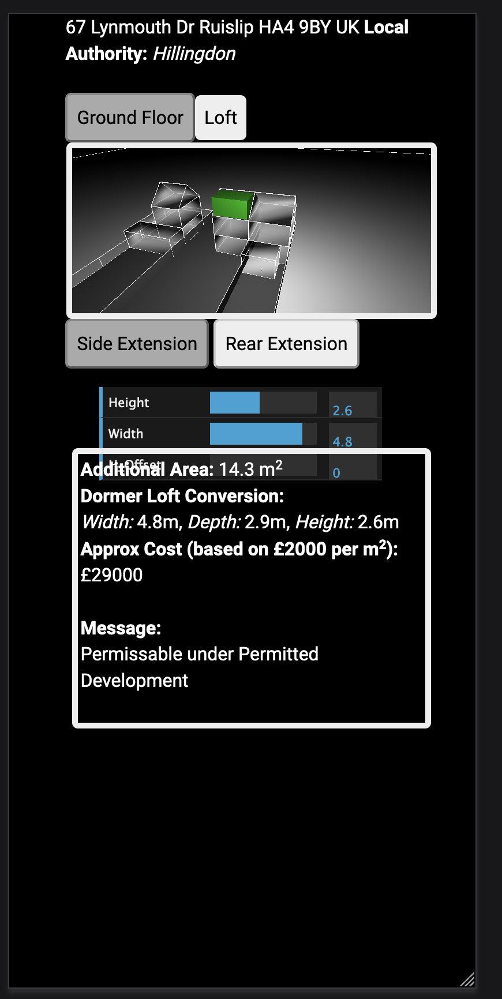 67 Lynmouth Dr Ruislip HA4 9BY UK Local
Authority: Hillingdon
Ground Floor
Loft
Side Extension
Rear Extension
Height
2.6
Width
4.8
0
Additional Area: 14.3 m²
Dormer Loft Conversion:
Width: 4.8m, Depth: 2.9m, Height: 2.6m
Approx Cost (based on £2000 per m²):
£29000
Message:
Permissable under Permitted
Development